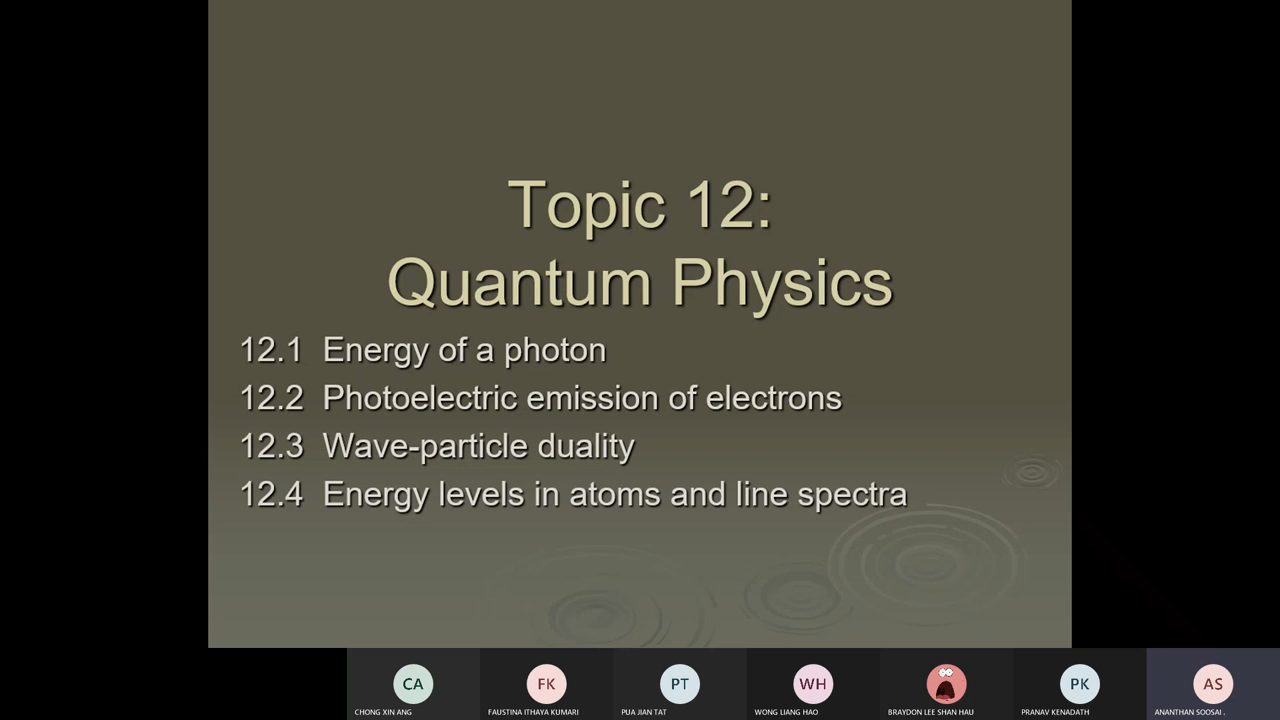 Topic 12:
Quantum Physics
12.1 Energy of a photon
12.2 Photoelectric emission of electrons
12.3 Wave-particle duality
12.4 Energy levels in atoms and line spectra
CA
FK
PT
WH
PK
AS
CHONG XIN ANG
FAUSTINA ITHAYA KUMARI
PUA JIAN TAT
WONG LIANG HAO
BRAYDON LEE SHAN HAU
PRANAV KENADATH
ANANTHAN SOOSAI .